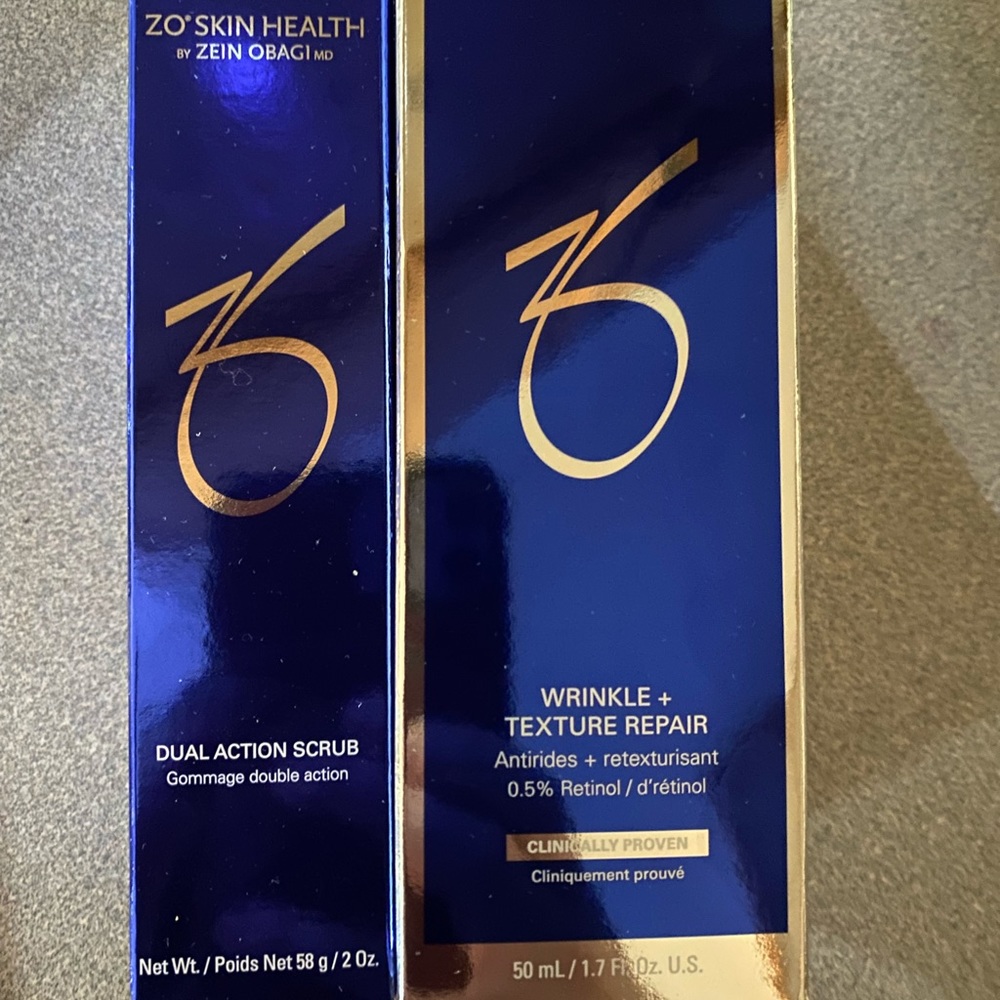 ZO® SKIN HEALTH
BY ZEIN OBAGI MD
DUAL ACTION SCRUB
Gommage double action
Net Wt. / Poids Net 58 g / 2 Oz.
WRINKLE +
TEXTURE REPAIR
Antirides + retexturisant
0.5% Retinol / d'rétinol
CLINICALLY PROVEN
Cliniquement prouvé
50 mL / 1.7 Fl. Oz. U.S.